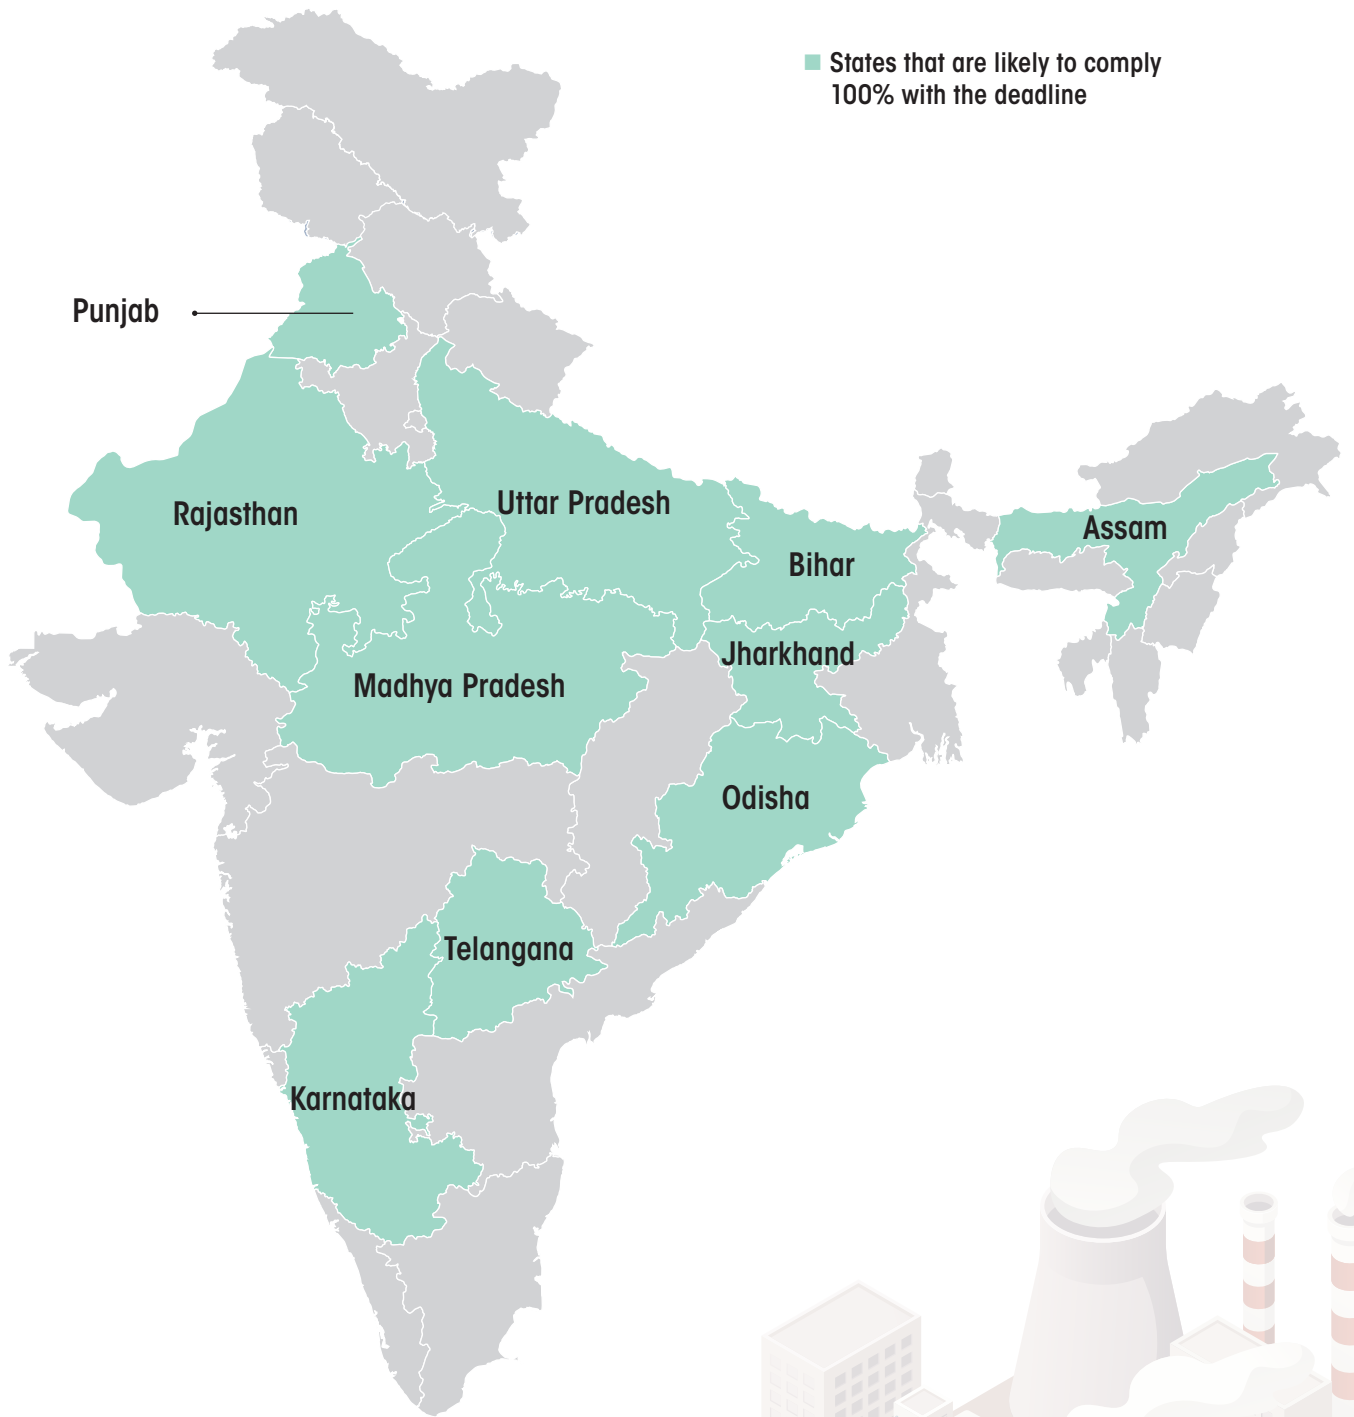 States that are likely to comply
100% with the deadline
Punjab
Rajasthan
Uttar Pradesh
Assam
Bihar
Jharkhand
Madhya Pradesh
Odisha
Telangana
Karnataka